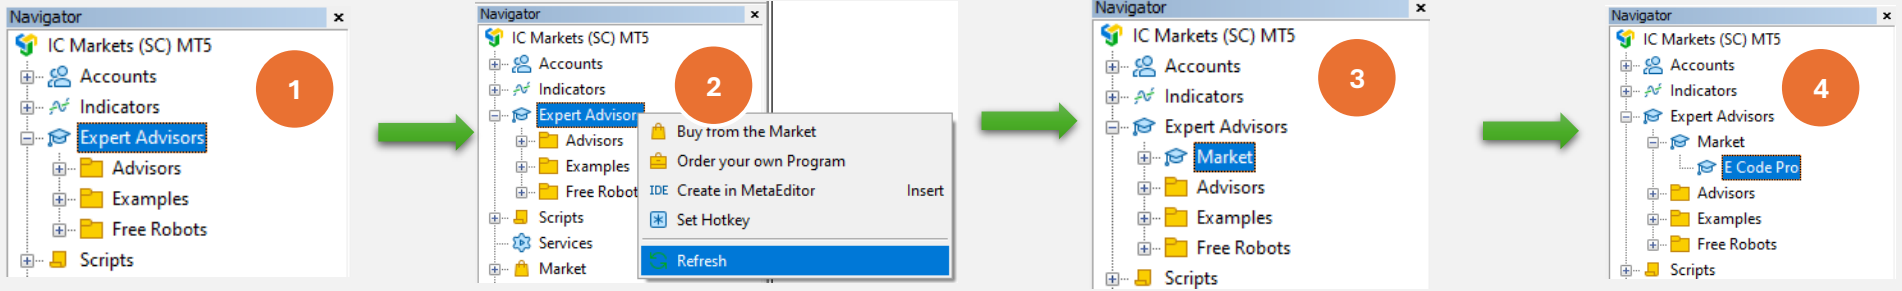 Navigator x
IC Markets (SC) MT5
Accounts
Indicators
Expert Advisors
Advisors
Examples
Free Robots
Scripts
1
Navigator x
IC Markets (SC) MT5
Accounts
Indicators
Expert Advisor
Advisors
Examples
Free Robot
Scripts
Services
Market
2
Buy from the Market
Order your own Program
IDE Create in MetaEditor Insert
Set Hotkey
Refresh
Navigator x
IC Markets (SC) MT5
Accounts
Indicators
Expert Advisors
Market
Advisors
Examples
Free Robots
Scripts
3
Navigator x
IC Markets (SC) MT5
Accounts
Indicators
Expert Advisors
Market
E Code Pro
Advisors
Examples
Free Robots
Scripts
4